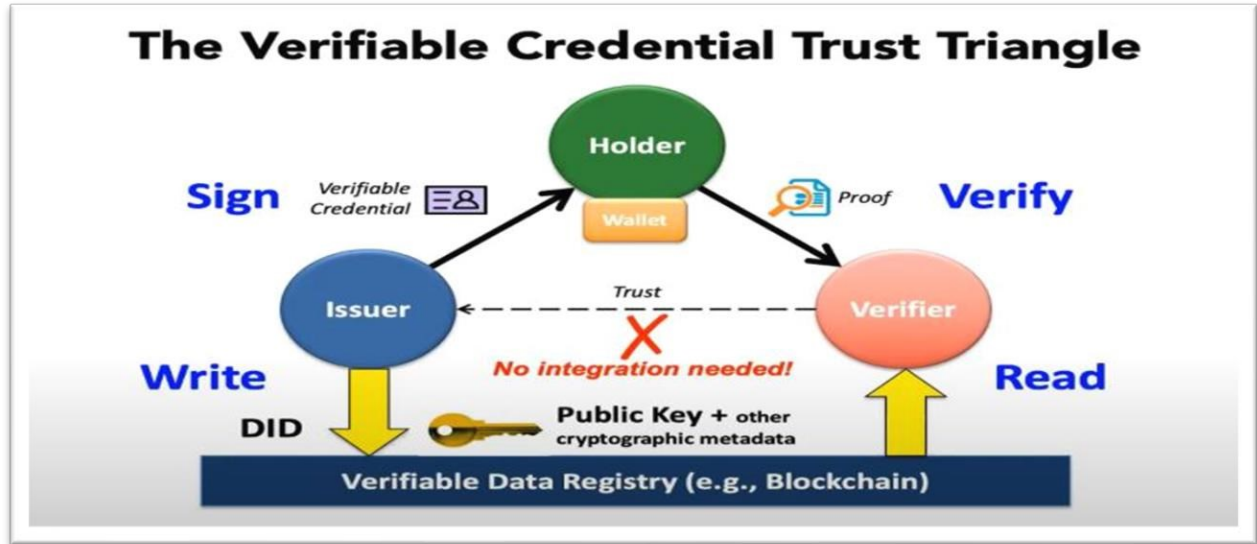 The Verifiable Credential Trust Triangle
Holder
Sign
Verifiable
Credential
Wallet
Proof
Verify
Issuer
Trust
Verifier
X
No integration needed!
Write
Read
DID
Public Key + other
cryptographic metadata
Verifiable Data Registry (e.g., Blockchain)